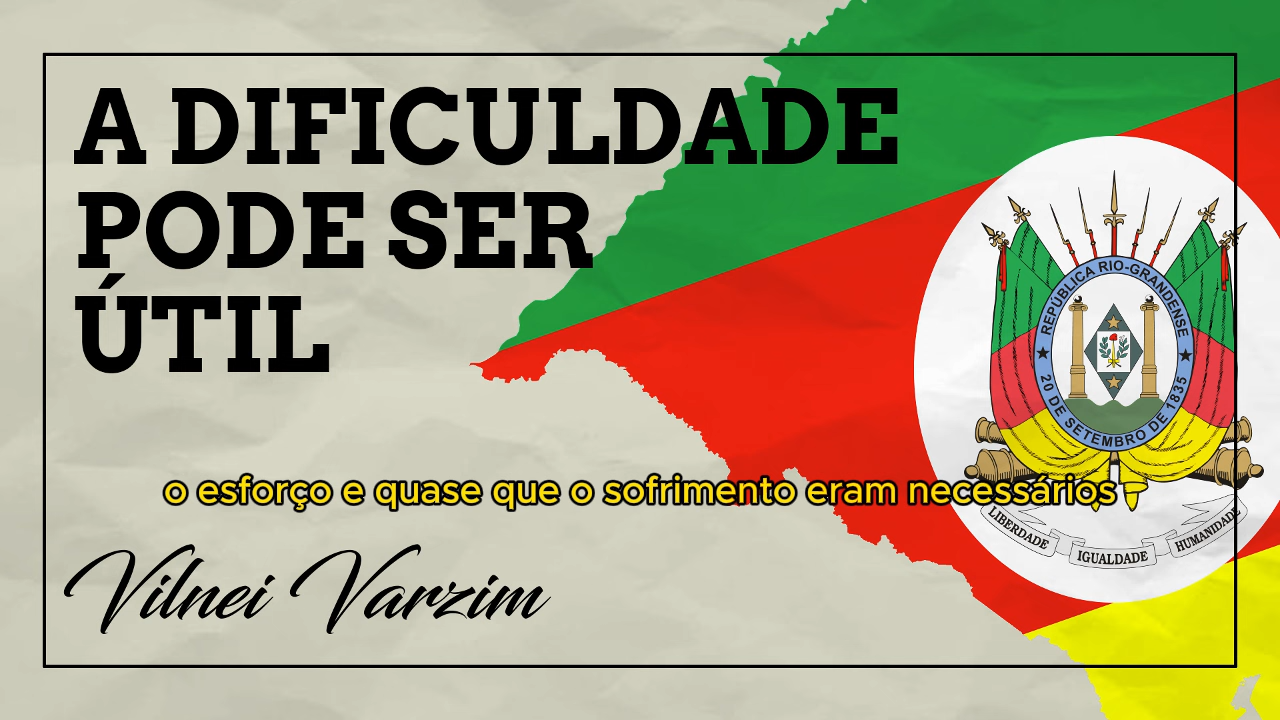 A DIFICULDADE
PODE SER
ÚTIL
REPÚBLICA RIO-GRANDENSE
20 DE SETEMBRO DE 1835
o esforço e quase que o sofrimento eram necessários
LIBERDADE IGUALDADE HUMANIDADE
Vilnei Varzim